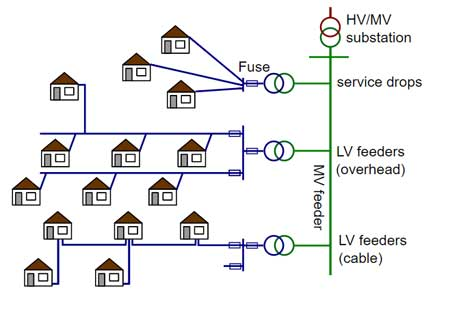 HV/MV
substation
Fuse
service drops
LV feeders
(overhead)
MV feeder
LV feeders
(cable)